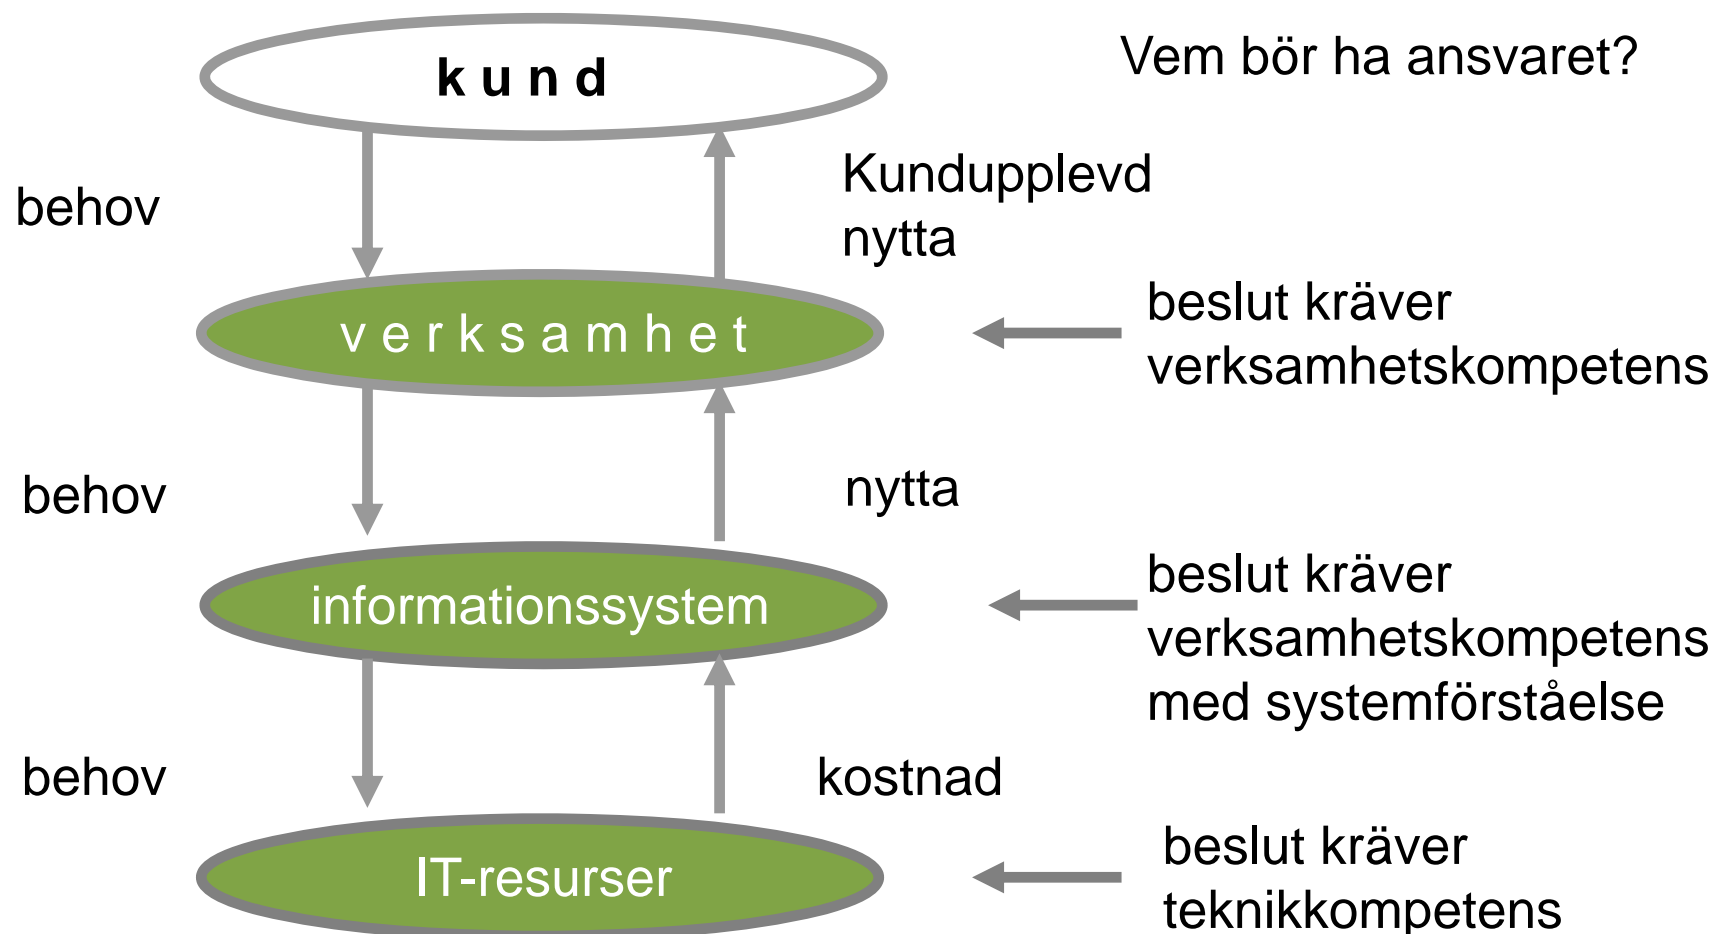 k u n d
Vem bör ha ansvaret?
behov
Kundupplevd
nytta
v e r k s a m h e t
beslut kräver
verksamhetskompetens
behov
nytta
informationssystem
beslut kräver
verksamhetskompetens
med systemförståelse
behov
kostnad
IT-resurser
beslut kräver
teknikkompetens